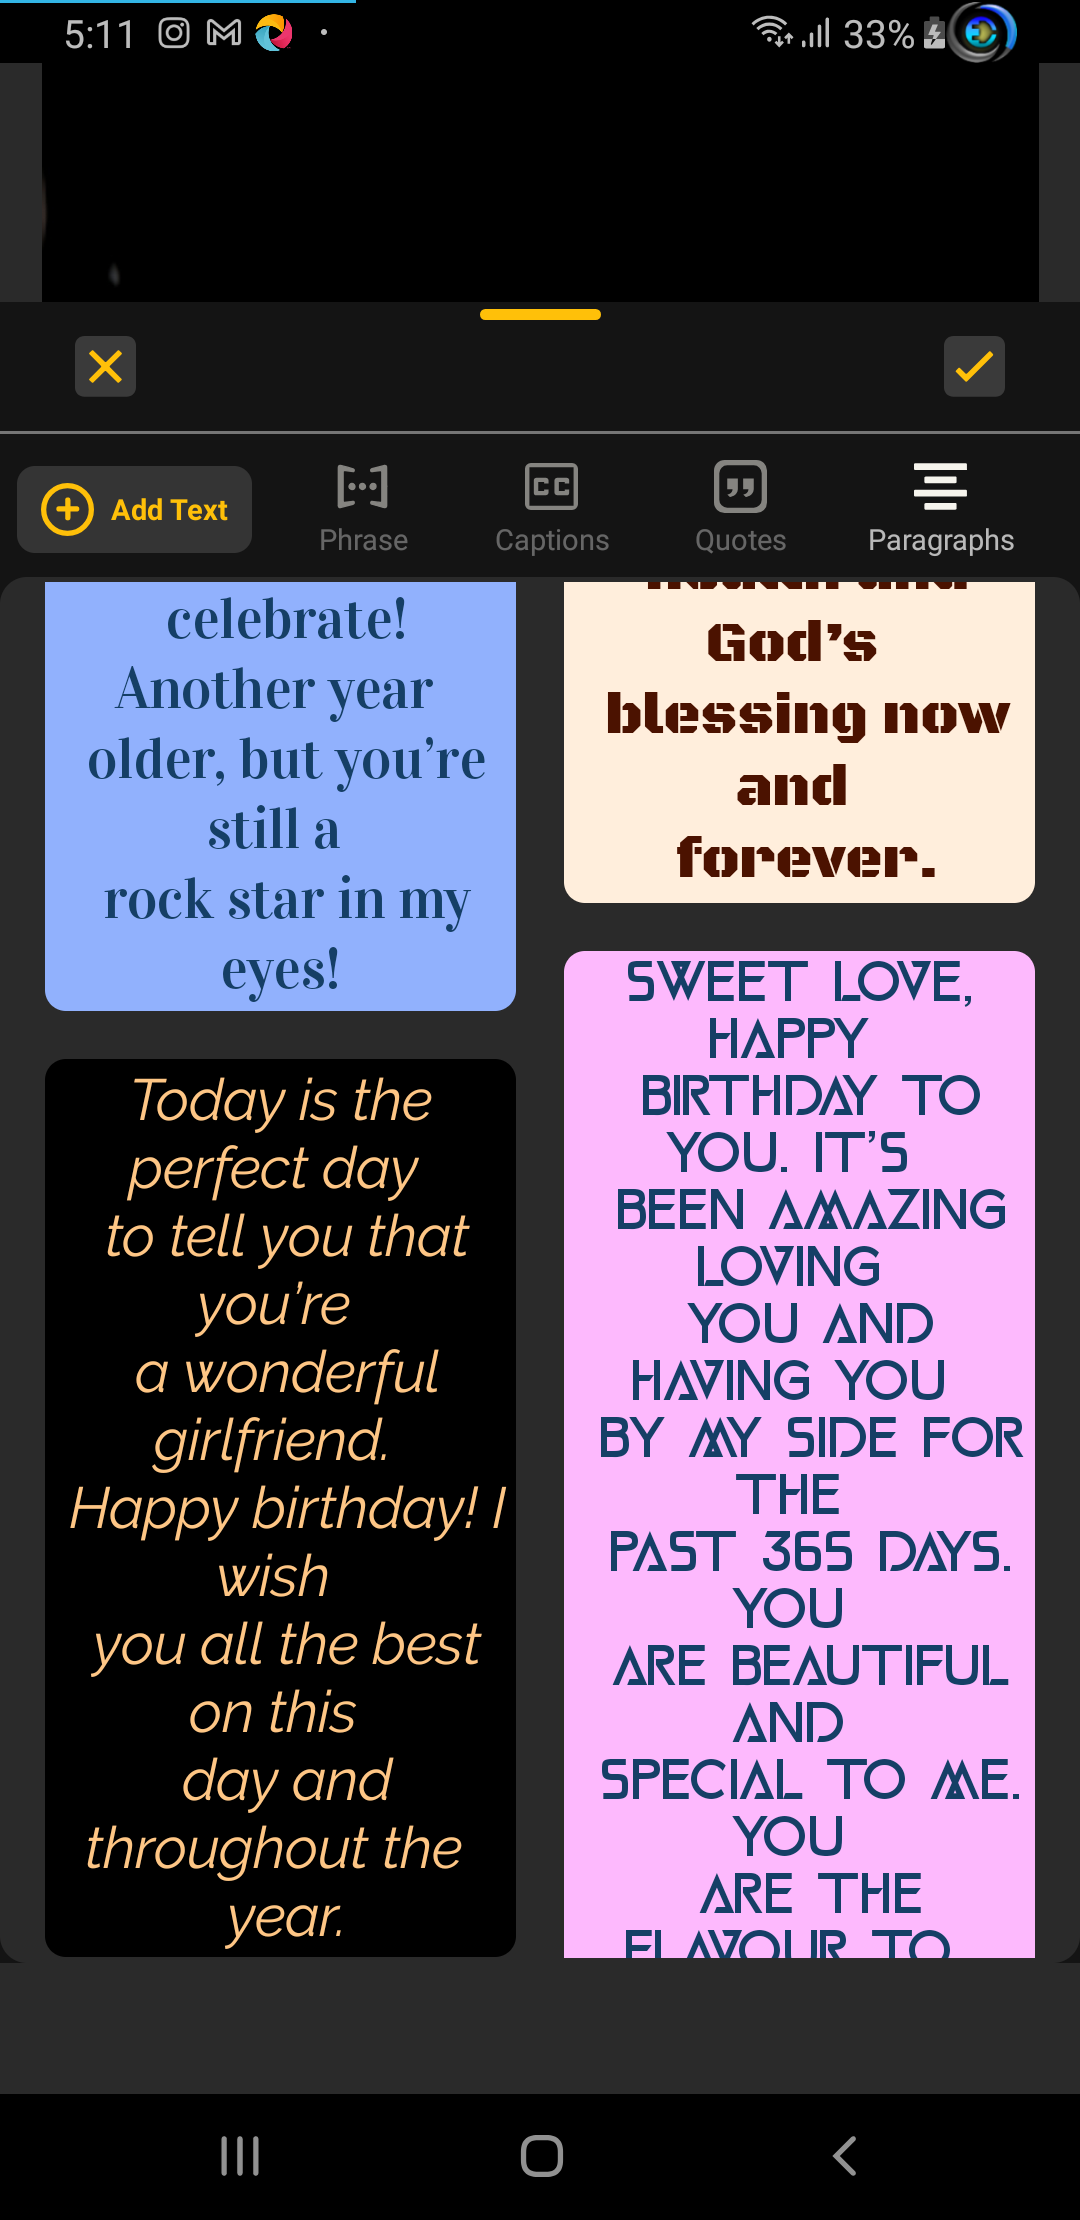 5:11
33%
Add Text
Phrase
Captions
Quotes
Paragraphs
celebrate!
Another year
older, but you’re
still a
rock star in my
eyes!
Today is the
perfect day
to tell you that
you’re
a wonderful
girlfriend.
Happy birthday! I
wish
you all the best
on this
day and
throughout the
year.
and
God’s
blessing now
and
forever.
SWEET LOVE,
HAPPY
BIRTHDAY TO
YOU. IT’S
BEEN AMAZING
LOVING
YOU AND
HAVING YOU
BY MY SIDE FOR
THE
PAST 365 DAYS.
YOU
ARE BEAUTIFUL
AND
SPECIAL TO ME.
YOU
ARE THE
FLAVOUR TO